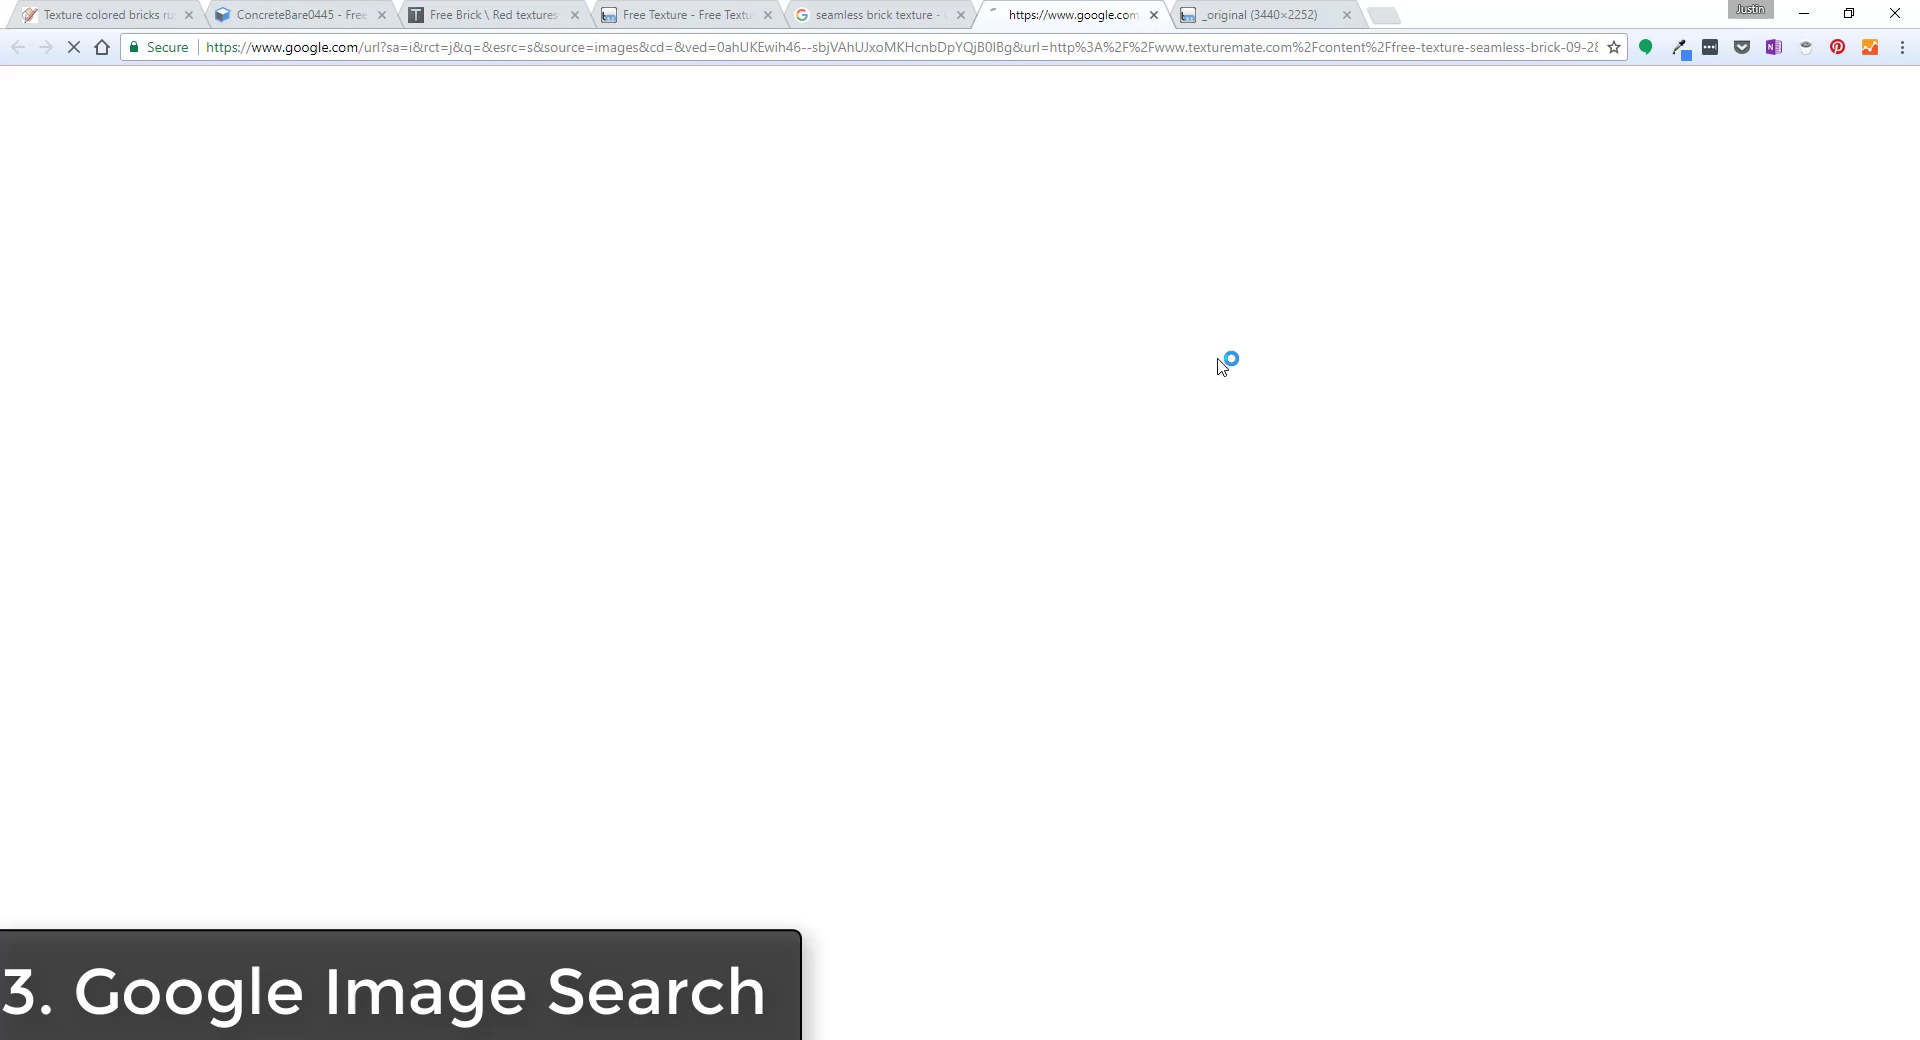 Texture colored bricks ru
ConcreteBare0445 - Free
Free Brick \ Red textures
Free Texture - Free Textu
seamless brick texture -
https://www.google.com
_original (3440×2252)
Justin
Secure
https://www.google.com/url?sa=i&rct=j&q=&esrc=s&source=images&cd=&ved=0ahUKEwih46--sbjVAhUJxoMKHcnbDpYQjB0IBg&url=http%3A%2F%2Fwww.texturemate.com%2Fcontent%2Ffree-texture-seamless-brick-09-28
3. Google Image Search